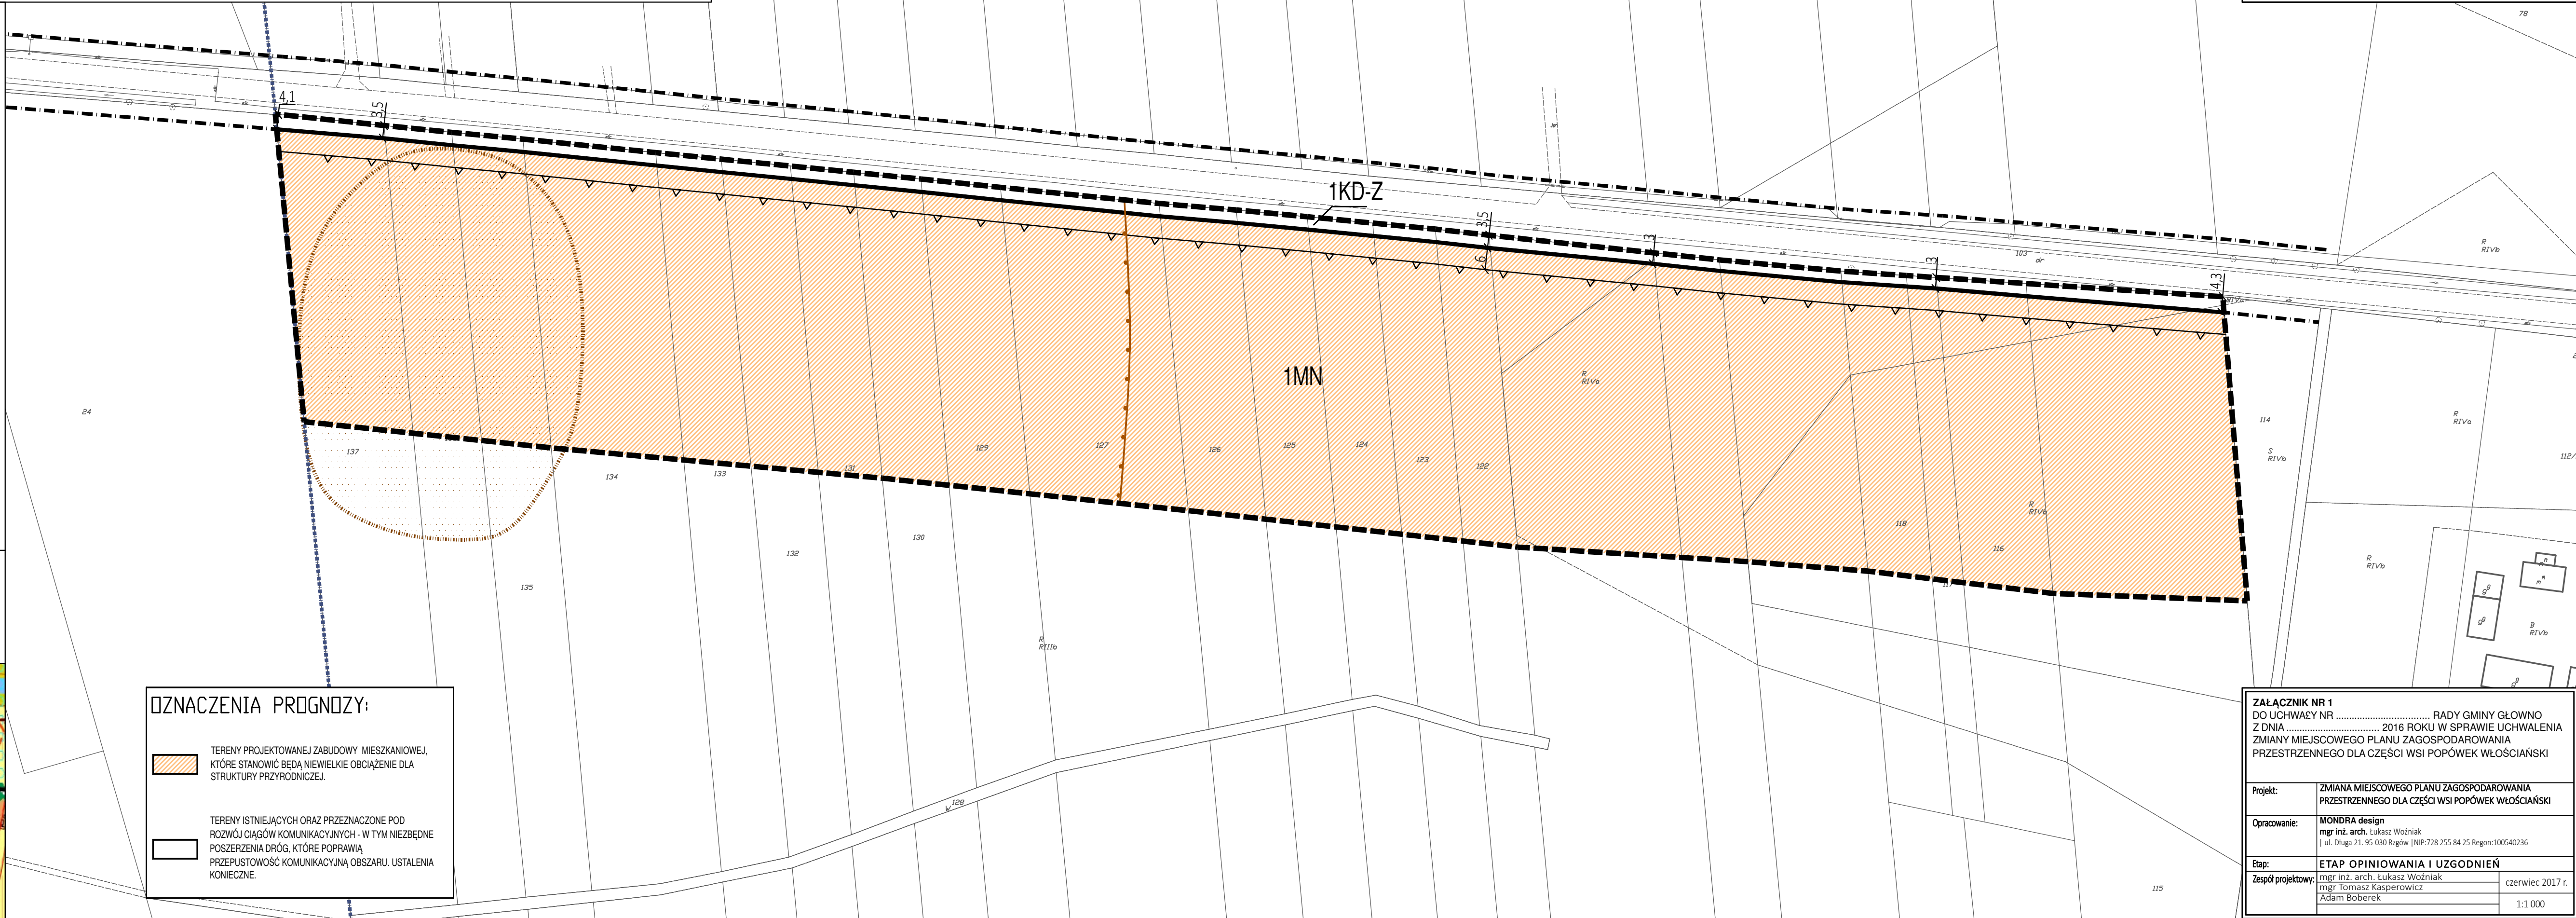 78
4,1
3,5
1KD-Z
3,5
6
3
3
4,3
103 dr
R
RIVb
RIVa
1MN
R
RIVa
24
114
R
RIVa
S
RIVb
112/
137
134
133
131
129
127
126
125
124
123
122
118
116
117
R
RIVb
R
RIVb
135
132
130
R
RIIIb
m
m
g
g
g
B
RIVb
128
W
115
OZNACZENIA PROGNOZY:
TERENY PROJEKTOWANEJ ZABUDOWY MIESZKANIOWEJ,
KTÓRE STANOWIĆ BĘDĄ NIEWIELKIE OBCIĄŻENIE DLA
STRUKTURY PRZYRODNICZEJ.
TERENY ISTNIEJĄCYCH ORAZ PRZEZNACZONE POD
ROZWÓJ CIĄGÓW KOMUNIKACYJNYCH - W TYM NIEZBĘDNE
POSZERZENIA DRÓG, KTÓRE POPRAWIĄ
PRZEPUSTOWOŚĆ KOMUNIKACYJNĄ OBSZARU. USTALENIA
KONIECZNE.
ZAŁĄCZNIK NR 1
DO UCHWA£Y NR .................................... RADY GMINY GŁOWNO
Z DNIA .................................... 2016 ROKU W SPRAWIE UCHWALENIA
ZMIANY MIEJSCOWEGO PLANU ZAGOSPODAROWANIA
PRZESTRZENNEGO DLA CZĘŚCI WSI POPÓWEK WŁOŚCIAŃSKI
Projekt: ZMIANA MIEJSCOWEGO PLANU ZAGOSPODAROWANIA
PRZESTRZENNEGO DLA CZĘŚCI WSI POPÓWEK WŁOŚCIAŃSKI
Opracowanie: MONDRA design
mgr inż. arch. Łukasz Woźniak
| ul. Długa 21. 95-030 Rzgów |NIP:728 255 84 25 Regon:100540236
Etap: ETAP OPINIOWANIA I UZGODNIEŃ
Zespół projektowy: mgr inż. arch. Łukasz Woźniak
mgr Tomasz Kasperowicz
Adam Boberek
czerwiec 2017 r.
1:1 000